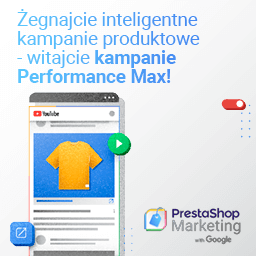 Żegnajcie inteligentne
kampanie produktowe
- witajcie kampanie
Performance Max!
YouTube
PrestaShop
Marketing
with Google